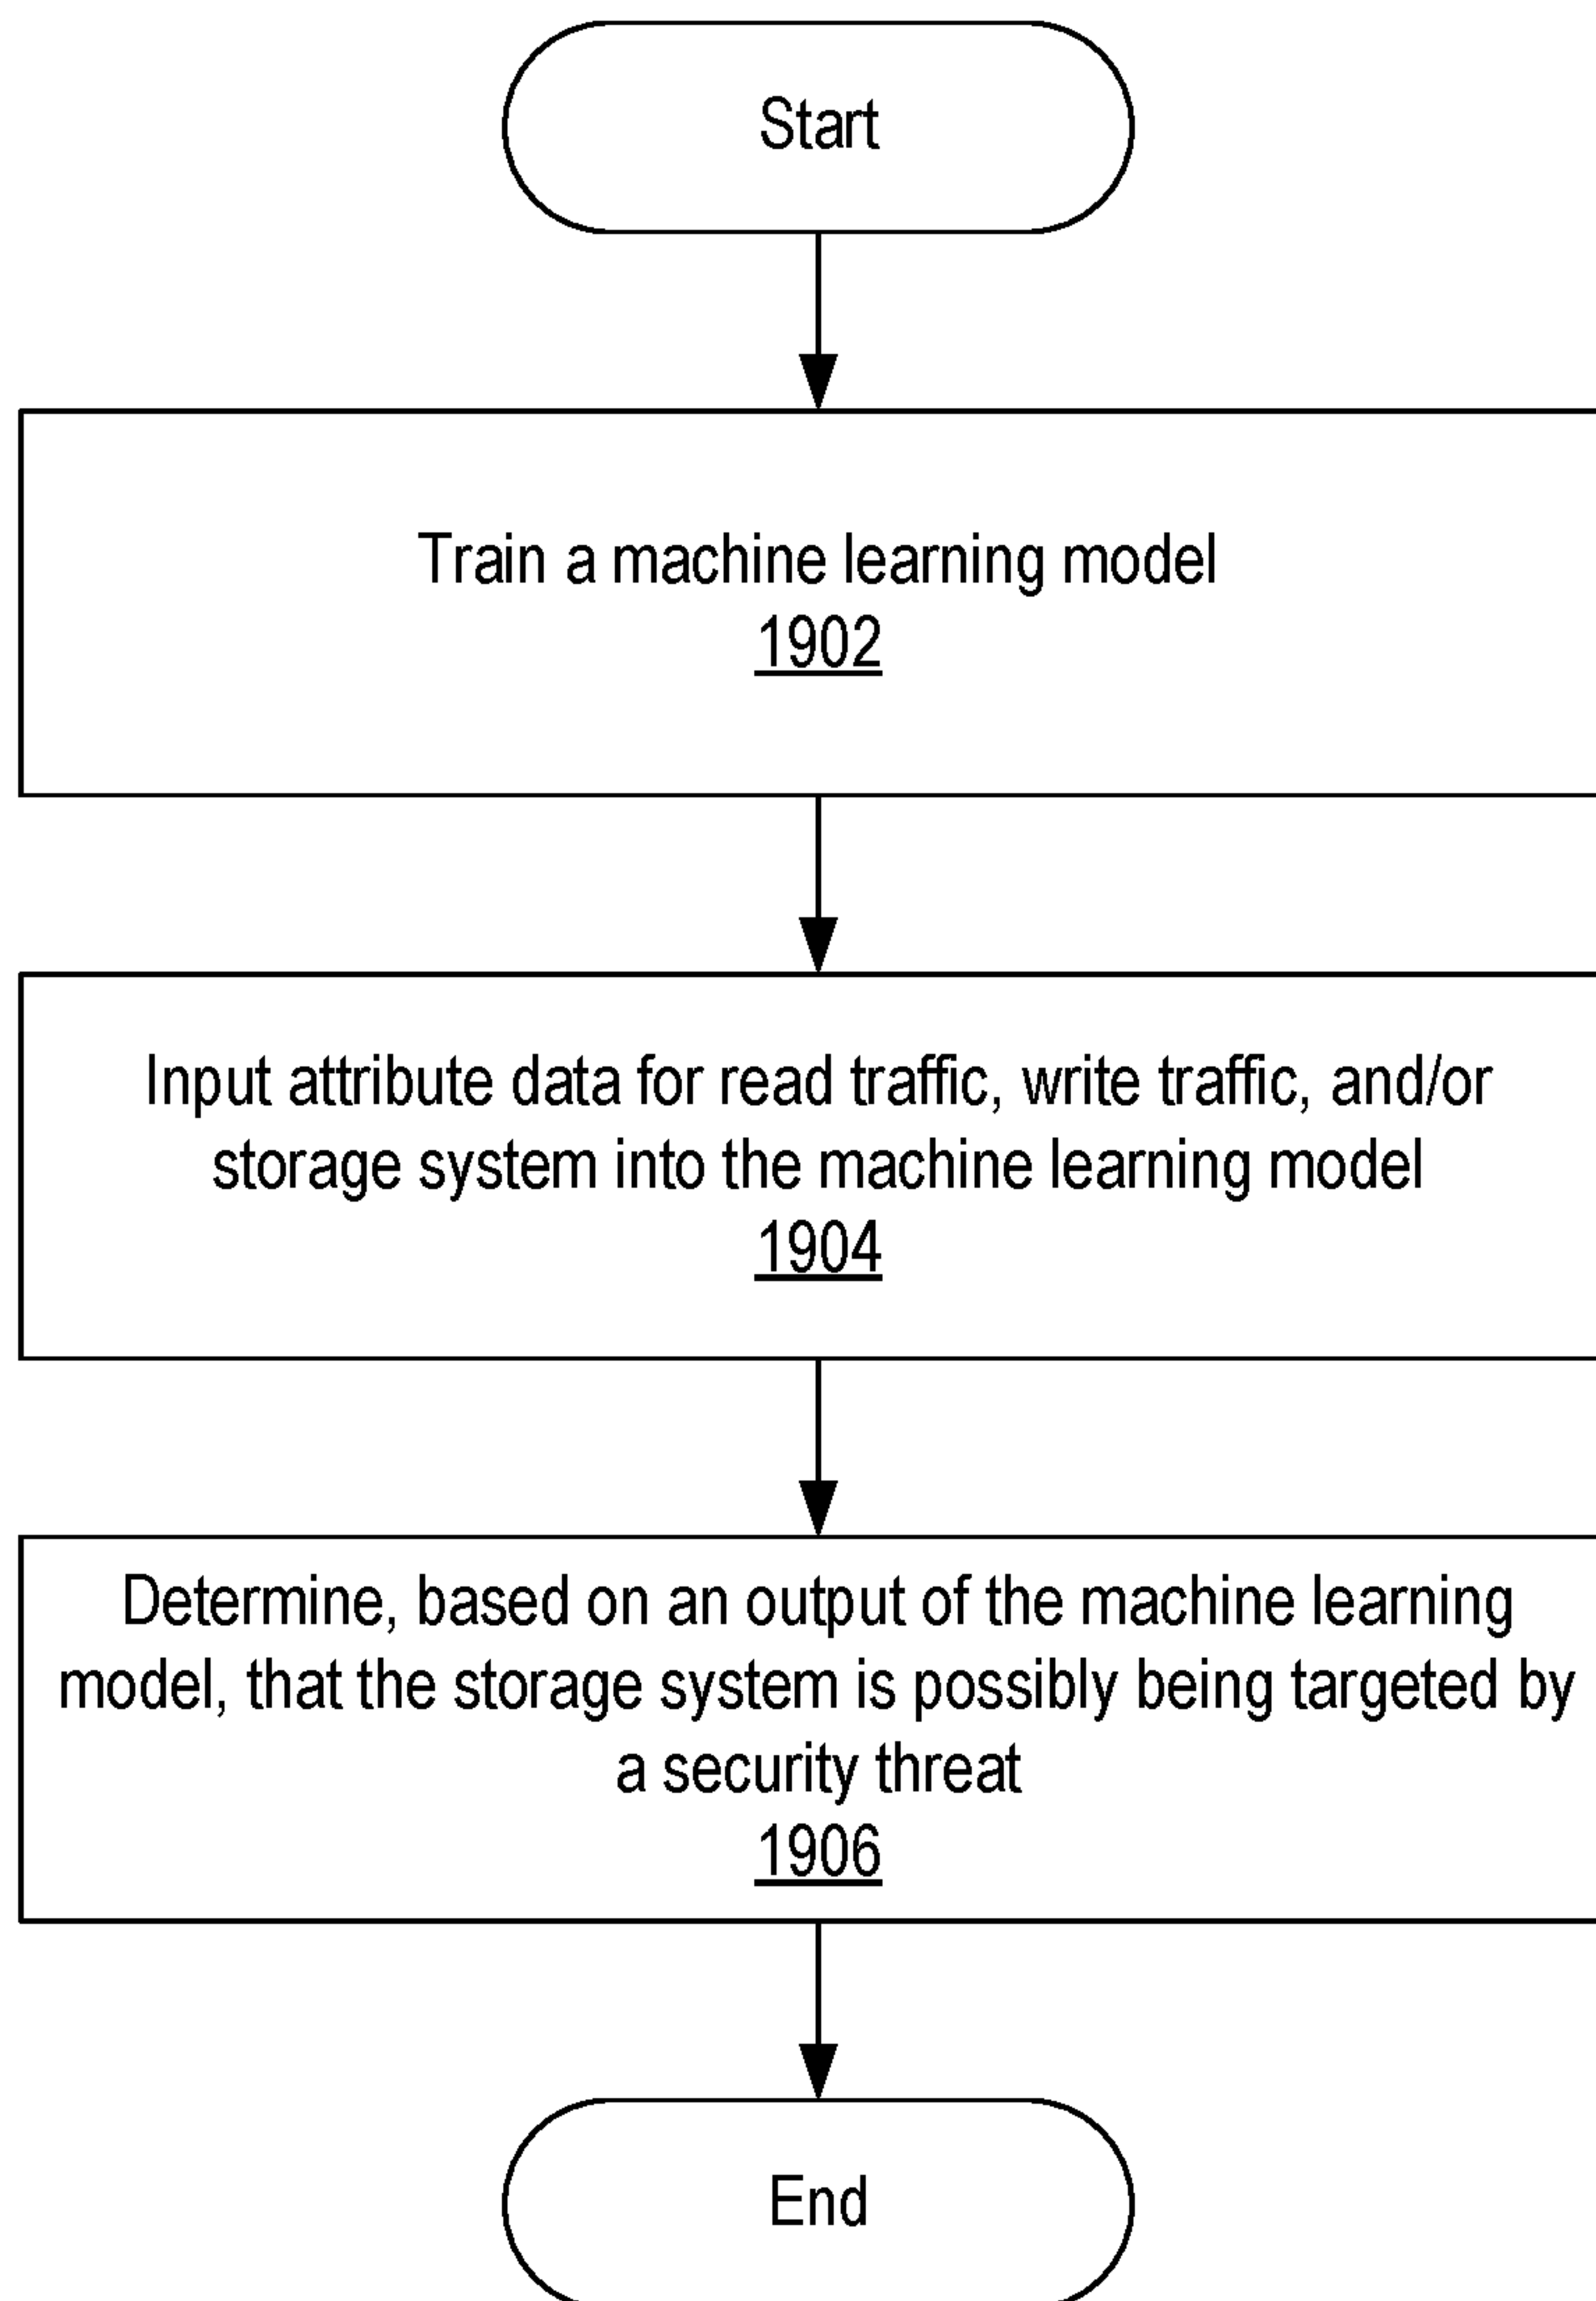 Start
Train a machine learning model
1902
Input attribute data for read traffic, write traffic, and/or
storage system into the machine learning model
1904
Determine, based on an output of the machine learning
model, that the storage system is possibly being targeted by
a security threat
1906
End